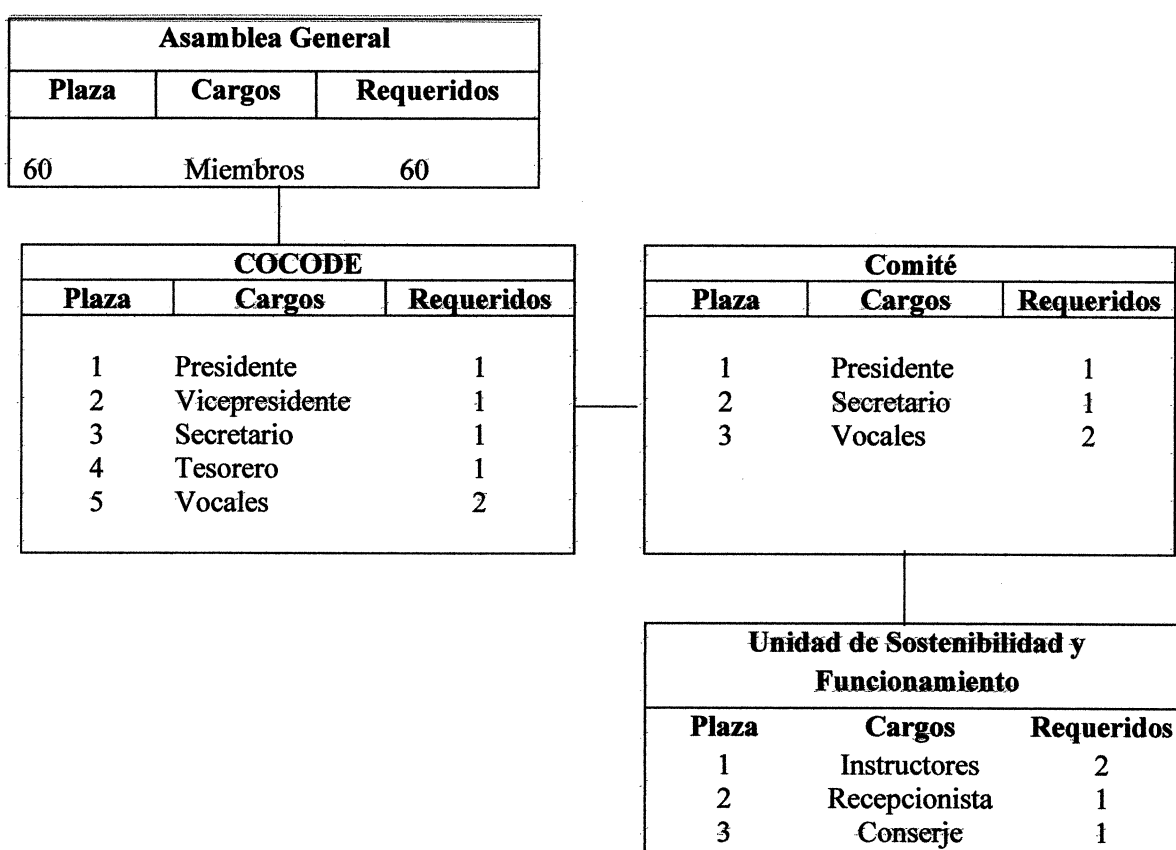 Asamblea General
Plaza Cargos Requeridos
60 Miembros 60
COCODE
Plaza Cargos Requeridos
1 Presidente 1
2 Vicepresidente 1
3 Secretario 1
4 Tesorero 1
5 Vocales 2
Comité
Plaza Cargos Requeridos
1 Presidente 1
2 Secretario 1
3 Vocales 2
Unidad de Sostenibilidad y
Funcionamiento
Plaza Cargos Requeridos
1 Instructores 2
2 Recepcionista 1
3 Conserje 1